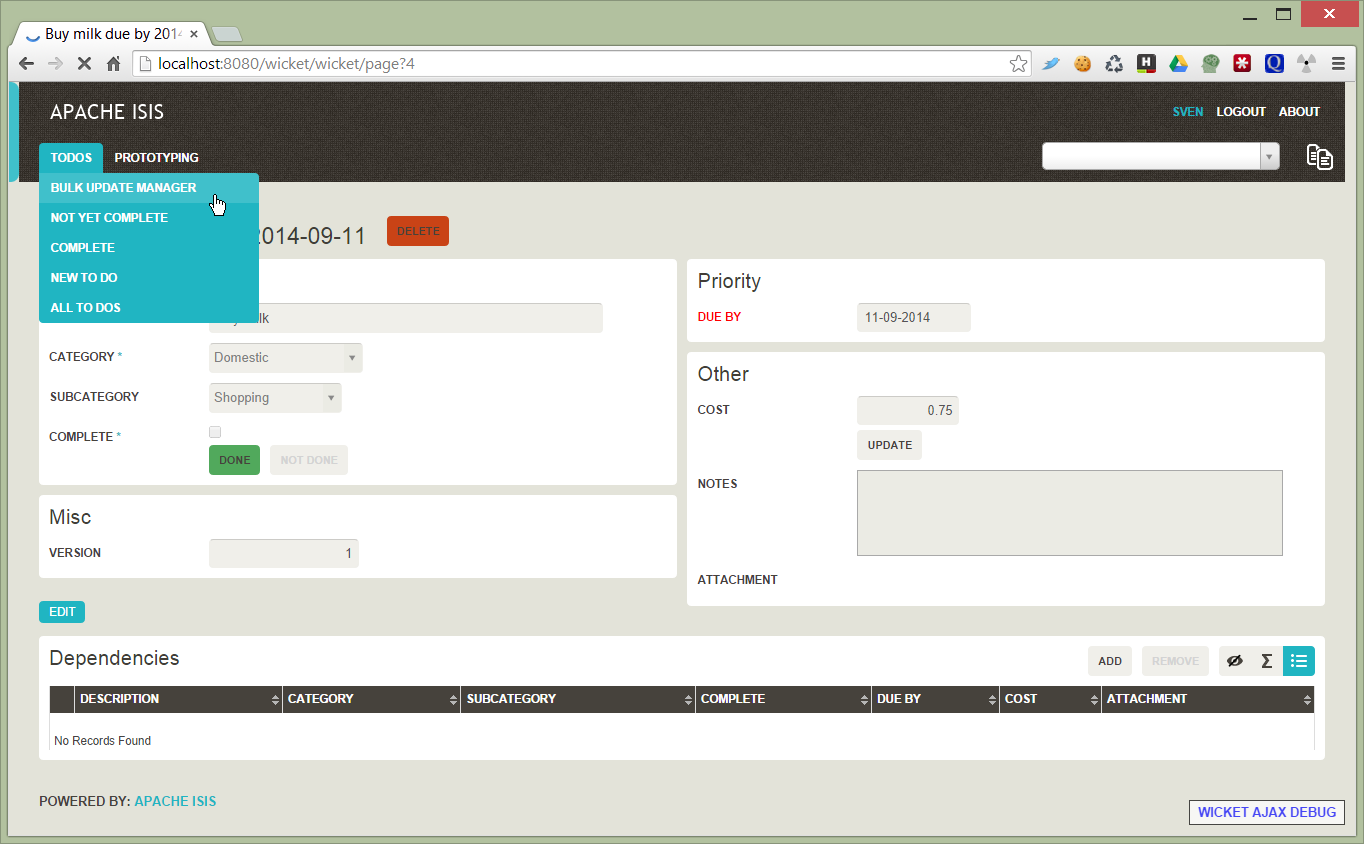 Buy milk due by 201
localhost:8080/wicket/wicket/page?4
APACHE ISIS
SVEN LOGOUT ABOUT
TODOS PROTOTYPING
BULK UPDATE MANAGER
NOT YET COMPLETE
COMPLETE
NEW TO DO
ALL TO DOS
2014-09-11 DELETE
lk
CATEGORY * Domestic
SUBCATEGORY Shopping
COMPLETE *
DONE NOT DONE
Misc
VERSION 1
EDIT
Priority
DUE BY 11-09-2014
Other
COST 0.75
UPDATE
NOTES
ATTACHMENT
Dependencies ADD REMOVE Σ
DESCRIPTION CATEGORY SUBCATEGORY COMPLETE DUE BY COST ATTACHMENT
No Records Found
POWERED BY: APACHE ISIS
WICKET AJAX DEBUG